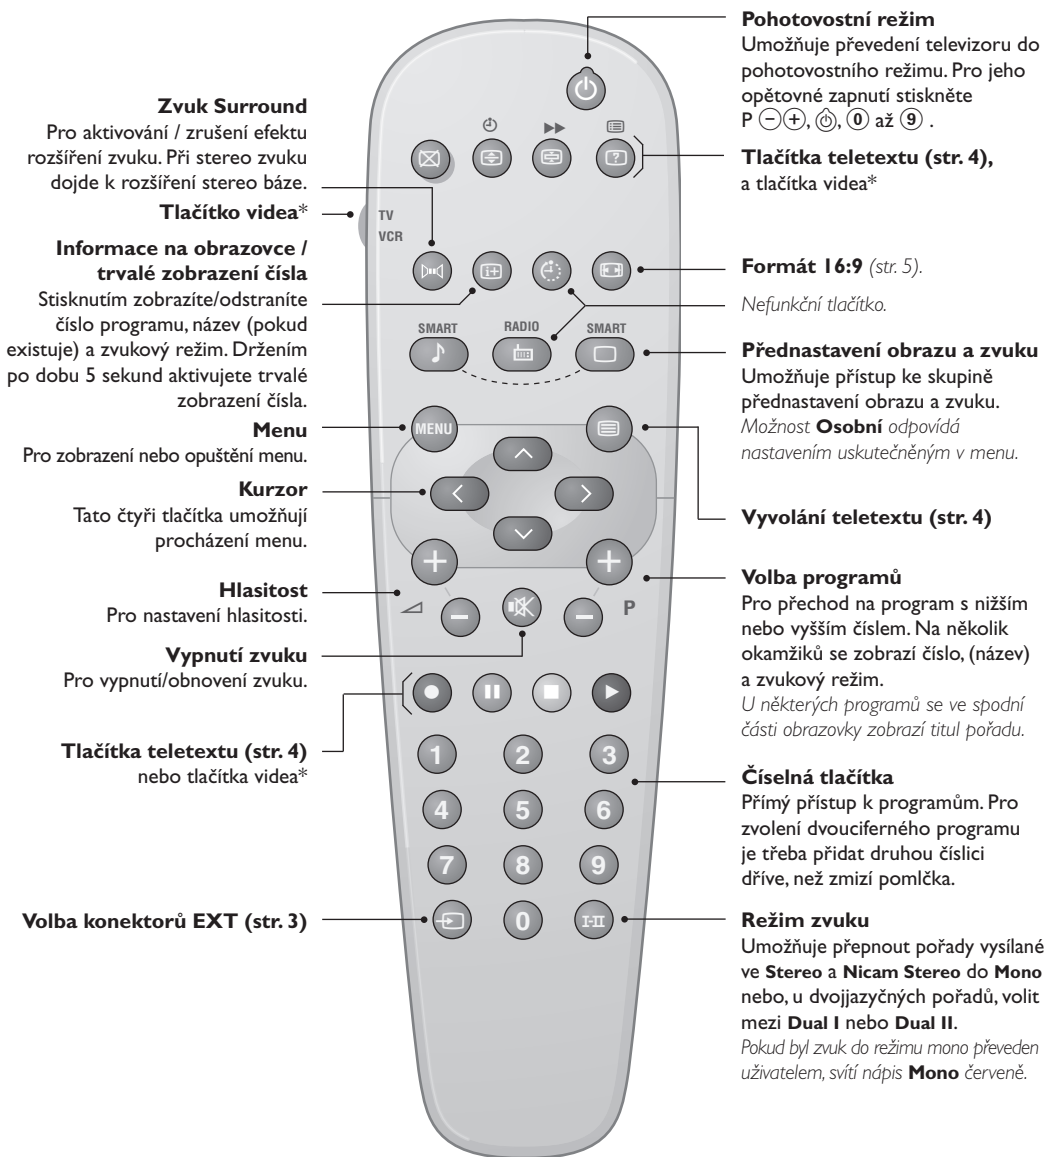 Zvuk Surround
Pro aktivování / zrušení efektu
rozšíření zvuku. Při stereo zvuku
dojde k rozšíření stereo báze.
Tlačítko videa*
Informace na obrazovce /
trvalé zobrazení čísla
Stisknutím zobrazíte/odstraníte
číslo programu, název (pokud
existuje) a zvukový režim. Držením
po dobu 5 sekund aktivujete trvalé
zobrazení čísla.
Menu
Pro zobrazení nebo opuštění menu.
Kurzor
Tato čtyři tlačítka umožňují
procházení menu.
Hlasitost
Pro nastavení hlasitosti.
Vypnutí zvuku
Pro vypnutí/obnovení zvuku.
Tlačítka teletextu (str. 4)
nebo tlačítka videa*
Volba konektorů EXT (str. 3)
TV
VCR
SMART RADIO SMART
MENU
P
1 2 3
4 5 6
7 8 9
0 I-II
Pohotovostní režim
Umožňuje převedení televizoru do
pohotovostního režimu. Pro jeho
opětovné zapnutí stiskněte
P ⊖⊕, ⏻, 0 až 9 .
Tlačítka teletextu (str. 4),
a tlačítka videa*
Formát 16:9 (str. 5).
Nefunkční tlačítko.
Přednastavení obrazu a zvuku
Umožňuje přístup ke skupině
přednastavení obrazu a zvuku.
Možnost Osobní odpovídá
nastavením uskutečněným v menu.
Vyvolání teletextu (str. 4)
Volba programů
Pro přechod na program s nižším
nebo vyšším číslem. Na několik
okamžiků se zobrazí číslo, (název)
a zvukový režim.
U některých programů se ve spodní
části obrazovky zobrazí titul pořadu.
Číselná tlačítka
Přímý přístup k programům. Pro
zvolení dvouciferného programu
je třeba přidat druhou číslici
dříve, než zmizí pomlčka.
Režim zvuku
Umožňuje přepnout pořady vysílané
ve Stereo a Nicam Stereo do Mono
nebo, u dvojjazyčných pořadů, volit
mezi Dual I nebo Dual II.
Pokud byl zvuk do režimu mono převeden
uživatelem, svítí nápis Mono červeně.